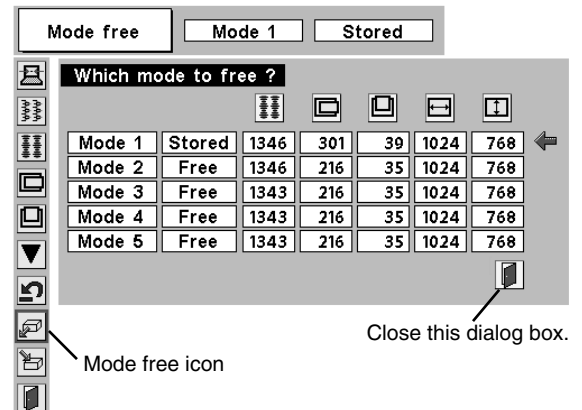 Mode free Mode 1 Stored
Which mode to free ?
Mode 1 Stored 1346 301 39 1024 768
Mode 2 Free 1346 216 35 1024 768
Mode 3 Free 1343 216 35 1024 768
Mode 4 Free 1343 216 35 1024 768
Mode 5 Free 1343 216 35 1024 768
Close this dialog box.
Mode free icon